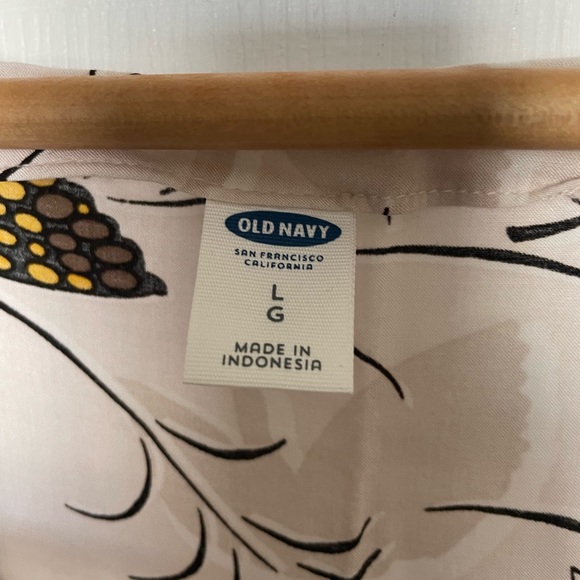 OLD NAVY
SAN FRANCISCO
CALIFORNIA
L
G
MADE IN
INDONESIA